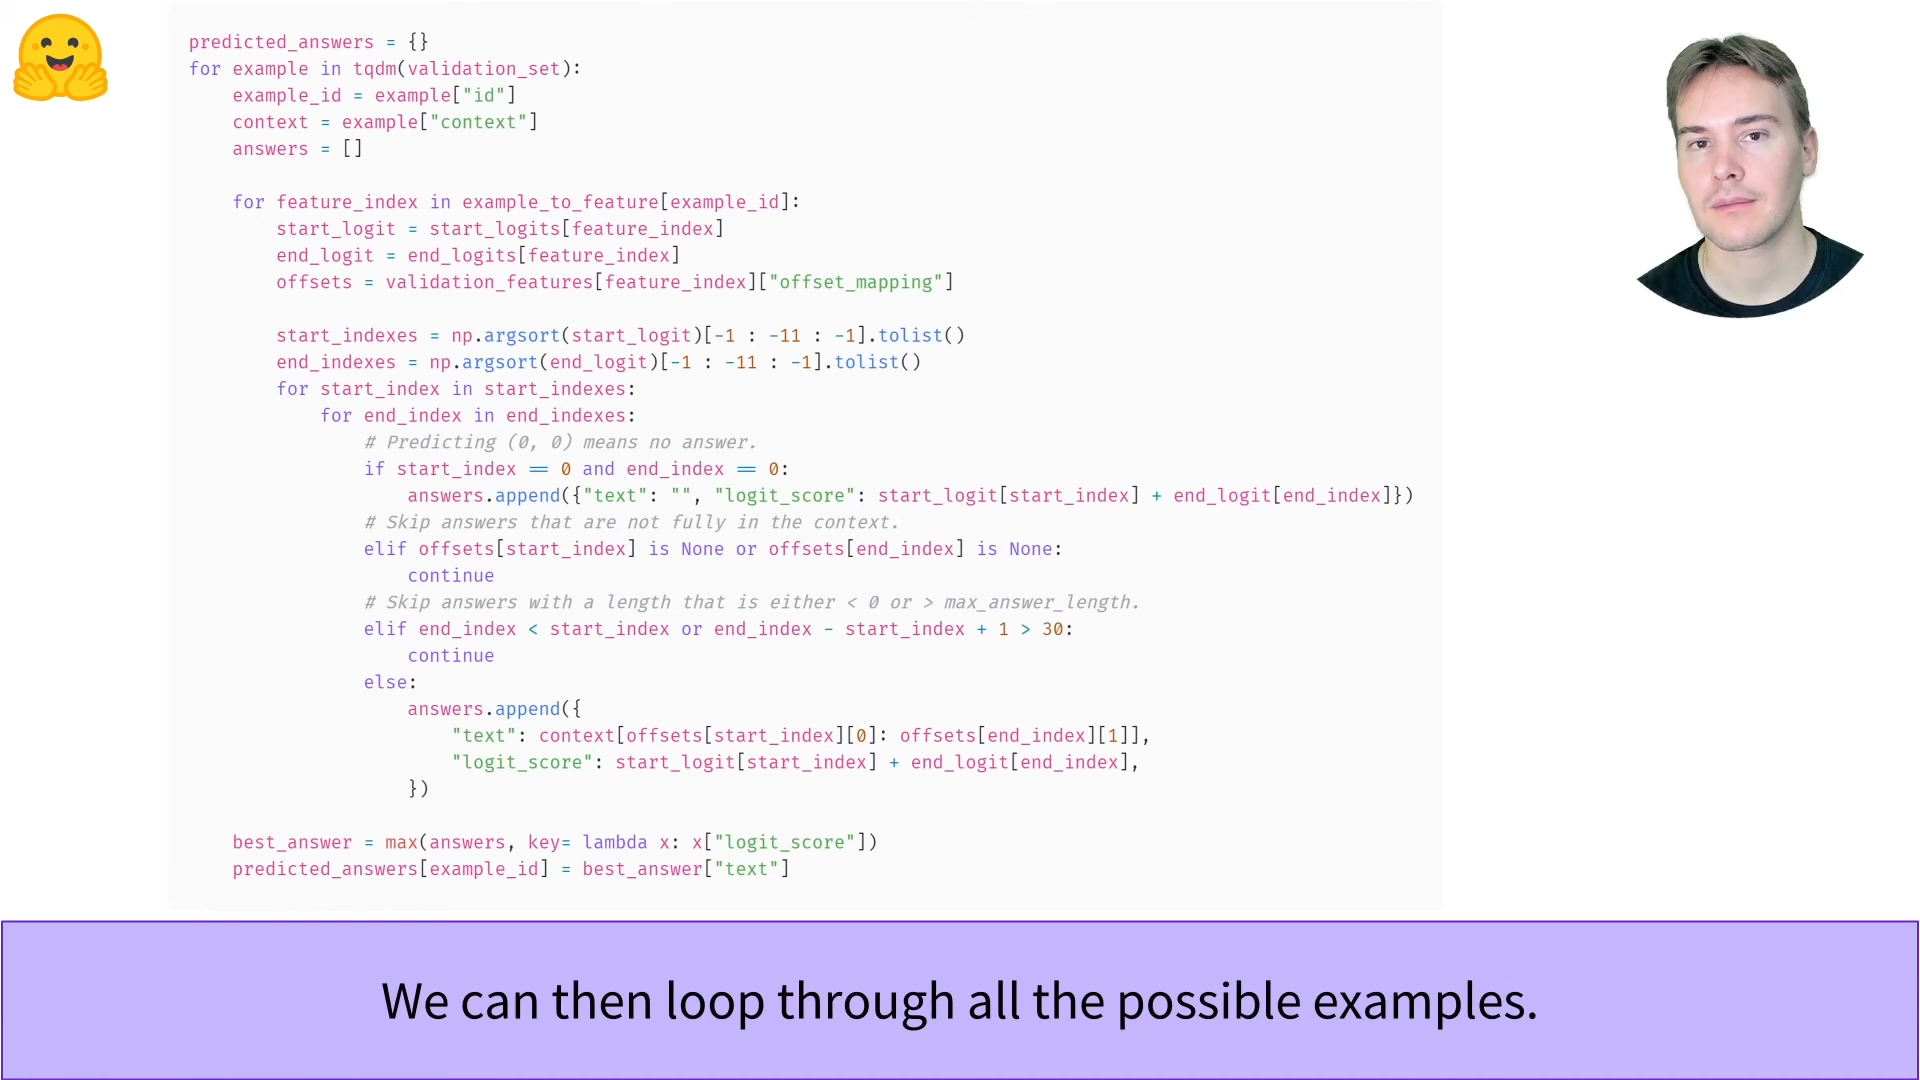 predicted_answers = {}
for example in tqdm(validation_set):
    example_id = example["id"]
    context = example["context"]
    answers = []

    for feature_index in example_to_feature[example_id]:
        start_logit = start_logits[feature_index]
        end_logit = end_logits[feature_index]
        offsets = validation_features[feature_index]["offset_mapping"]

        start_indexes = np.argsort(start_logit)[-1 : -11 : -1].tolist()
        end_indexes = np.argsort(end_logit)[-1 : -11 : -1].tolist()
        for start_index in start_indexes:
            for end_index in end_indexes:
                # Predicting (0, 0) means no answer.
                if start_index == 0 and end_index == 0:
                    answers.append({"text": "", "logit_score": start_logit[start_index] + end_logit[end_index]})
                # Skip answers that are not fully in the context.
                elif offsets[start_index] is None or offsets[end_index] is None:
                    continue
                # Skip answers with a length that is either < 0 or > max_answer_length.
                elif end_index < start_index or end_index - start_index + 1 > 30:
                    continue
                else:
                    answers.append({
                        "text": context[offsets[start_index][0]: offsets[end_index][1]],
                        "logit_score": start_logit[start_index] + end_logit[end_index],
                    })

    best_answer = max(answers, key= lambda x: x["logit_score"])
    predicted_answers[example_id] = best_answer["text"]
We can then loop through all the possible examples.